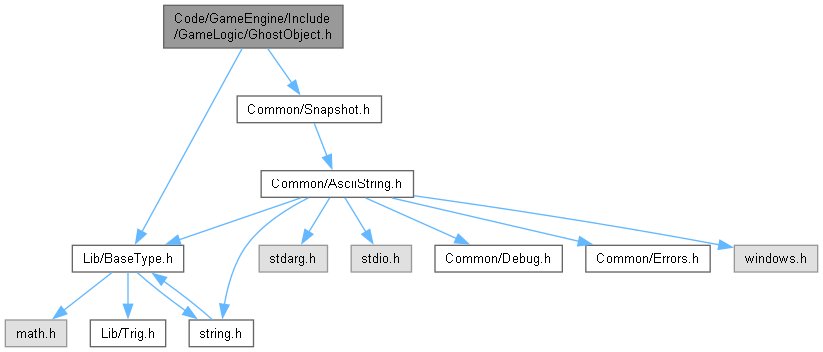 Code/GameEngine/Include
/GameLogic/GhostObject.h
Common/Snapshot.h
Common/AsciiString.h
Lib/BaseType.h
stdarg.h
stdio.h
Common/Debug.h
Common/Errors.h
windows.h
math.h
Lib/Trig.h
string.h